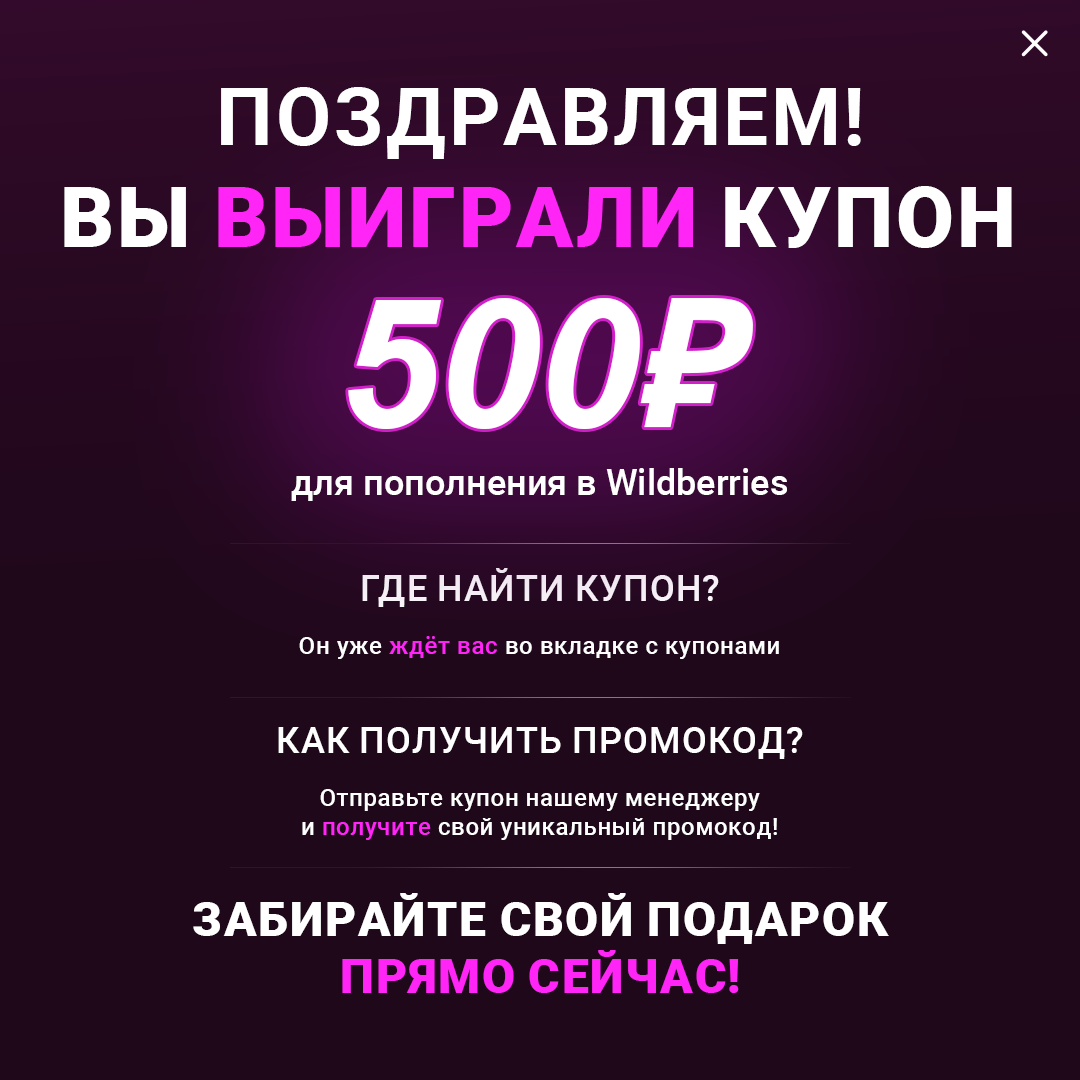 ПОЗДРАВЛЯЕМ!
ВЫ ВЫИГРАЛИ КУПОН
500₽
для пополнения в Wildberries
ГДЕ НАЙТИ КУПОН?
Он уже ждёт вас во вкладке с купонами
КАК ПОЛУЧИТЬ ПРОМОКОД?
Отправьте купон нашему менеджеру
и получите свой уникальный промокод!
ЗАБИРАЙТЕ СВОЙ ПОДАРОК
ПРЯМО СЕЙЧАС!